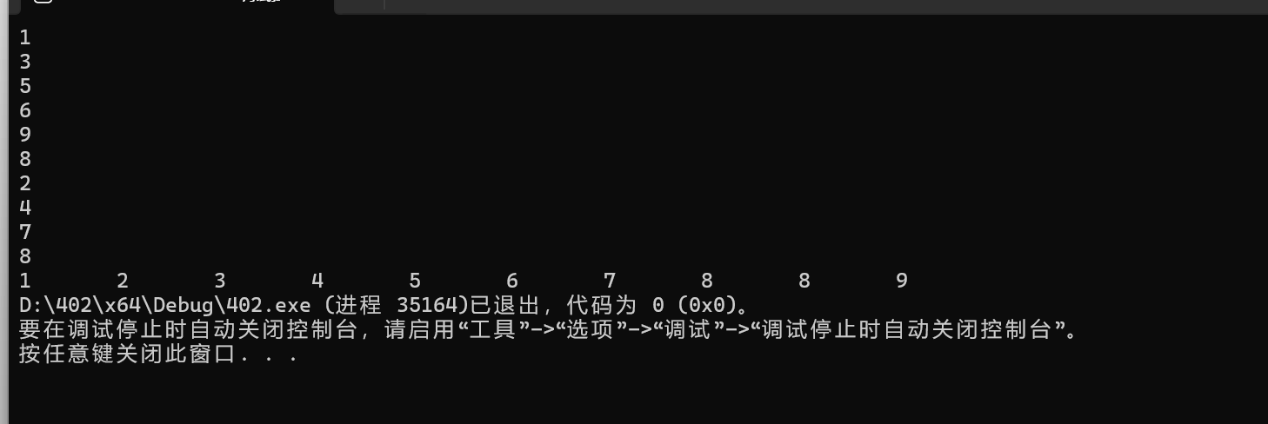 1
3
5
6
9
8
2
4
7
8
1 2 3 4 5 6 7 8 8 9
D:\402\x64\Debug\402.exe (进程 35164)已退出，代码为 0 (0x0)。
要在调试停止时自动关闭控制台，请启用“工具”->“选项”->“调试”->“调试停止时自动关闭控制台”。
按任意键关闭此窗口. . .